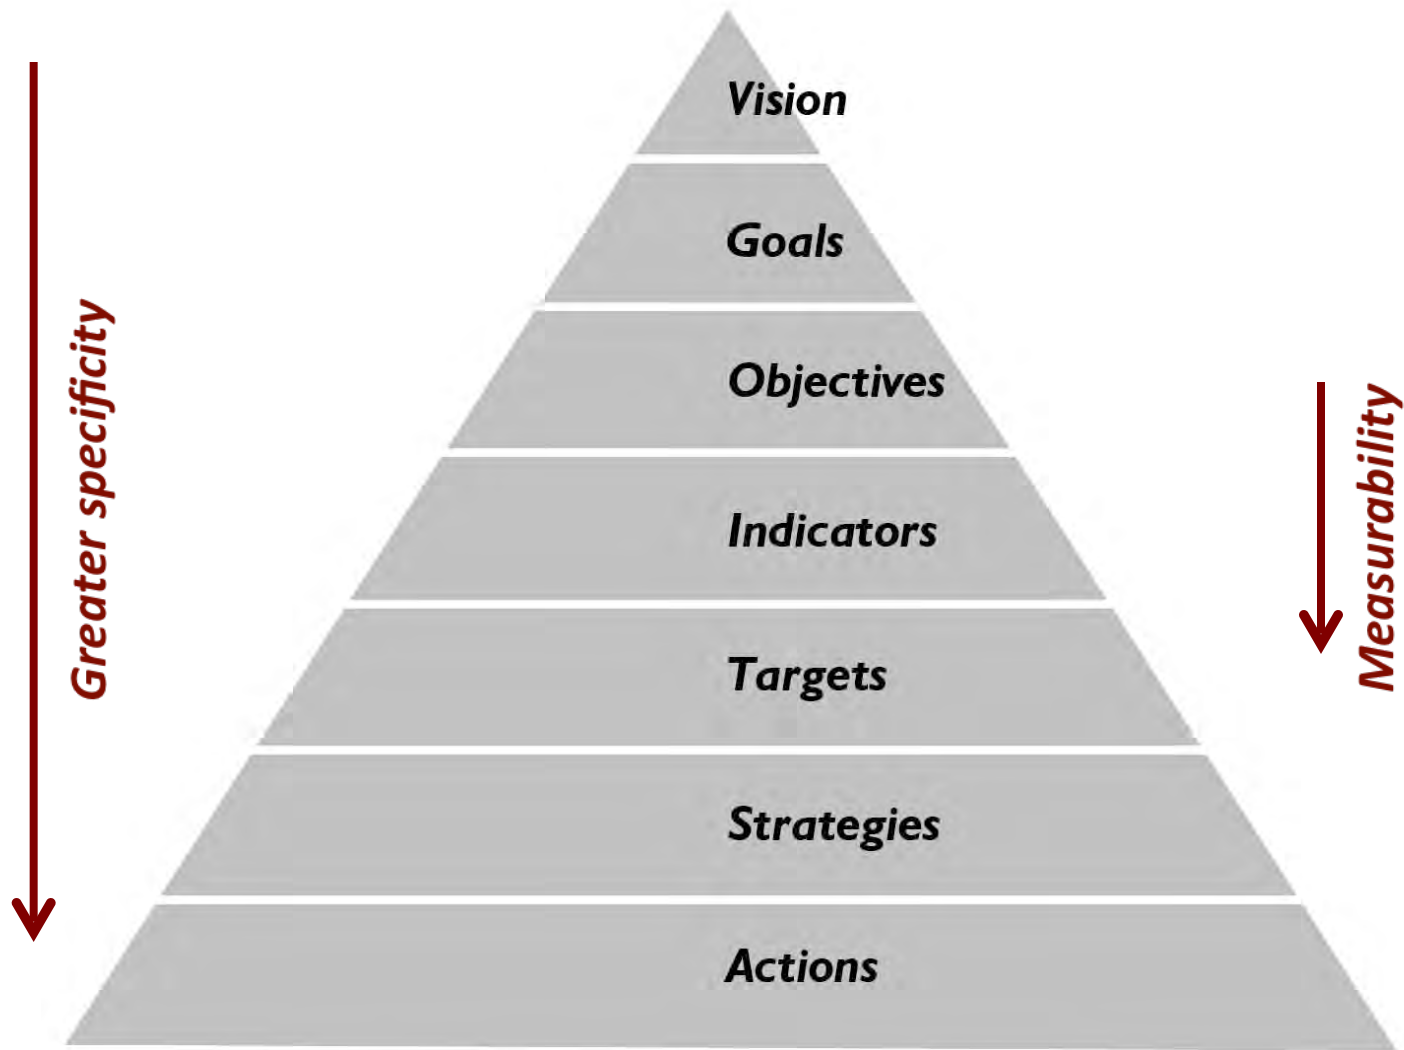 Vision
Goals
Objectives
Indicators
Targets
Strategies
Actions
Greater specificity
Measurability